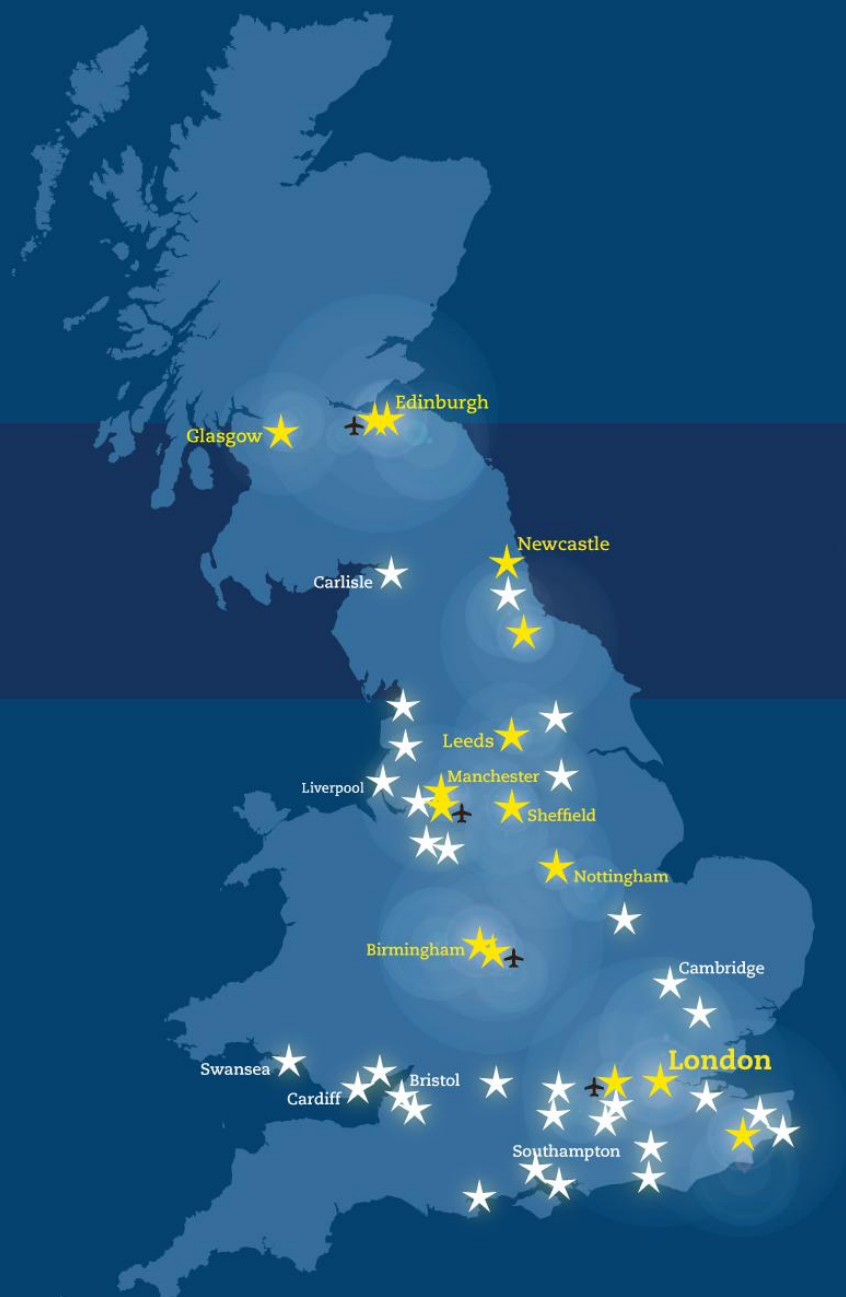 Edinburgh
Glasgow
Newcastle
Carlisle
Leeds
Manchester
Liverpool
Sheffield
Nottingham
Birmingham
Cambridge
London
Swansea
Bristol
Cardiff
Southampton